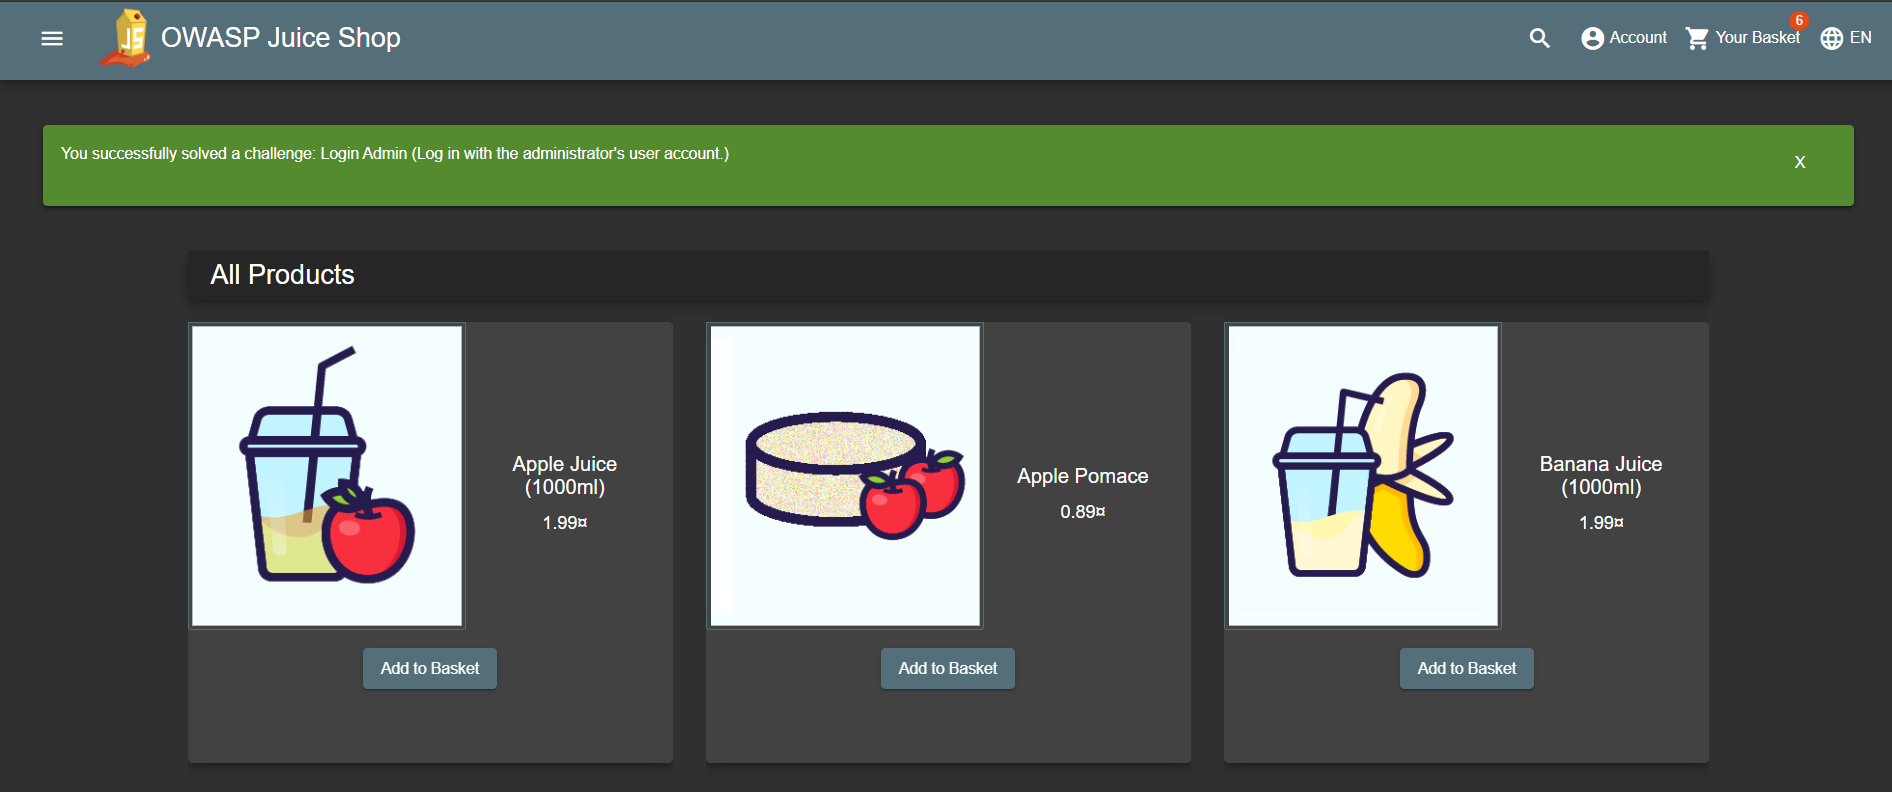 OWASP Juice Shop
Account
6
Your Basket
EN
You successfully solved a challenge: Login Admin (Log in with the administrator's user account.)
X
All Products
JS
Apple Juice
(1000ml)
1.99¤
Add to Basket
Apple Pomace
0.89¤
Add to Basket
Banana Juice
(1000ml)
1.99¤
Add to Basket